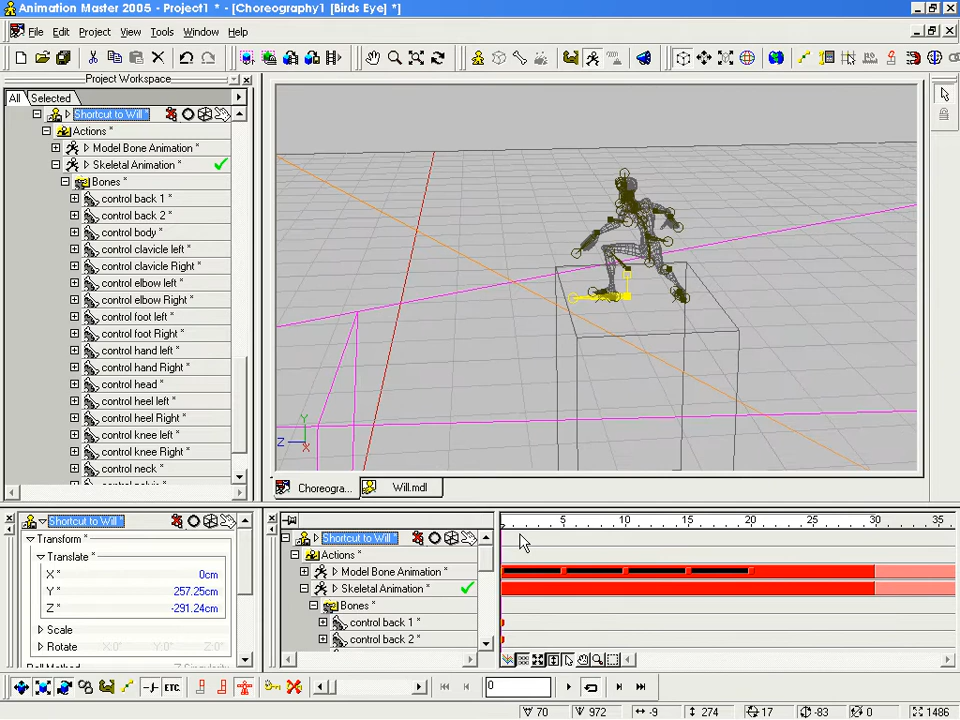 Animation Master 2005 - Project1 * - [Choreography1 [Birds Eye] *]
File Edit Project View Tools Window Help
Project Workspace
All Selected
Shortcut to Will *
Actions *
Model Bone Animation *
Skeletal Animation *
Bones *
control back 1 *
control back 2 *
control body *
control clavicle left *
control clavicle Right *
control elbow left *
control elbow Right *
control foot left *
control foot Right *
control hand left *
control hand Right *
control head *
control heel left *
control heel Right *
control knee left *
control knee Right *
control neck *
Y
Z
X
Choreogra... Will.mdl
Shortcut to Will *
Transform *
Translate *
X * 0cm
Y * 257.25cm
Z * -291.24cm
Scale
Rotate X:0° Y:0° Z:0°
Roll Method Z-Singularity
5 10 15 20 25 30 35
Shortcut to Will *
Actions *
Model Bone Animation *
Skeletal Animation *
Bones *
control back 1 *
control back 2 *
ETC.
0
70 972 -9 274 17 -83 0 1486